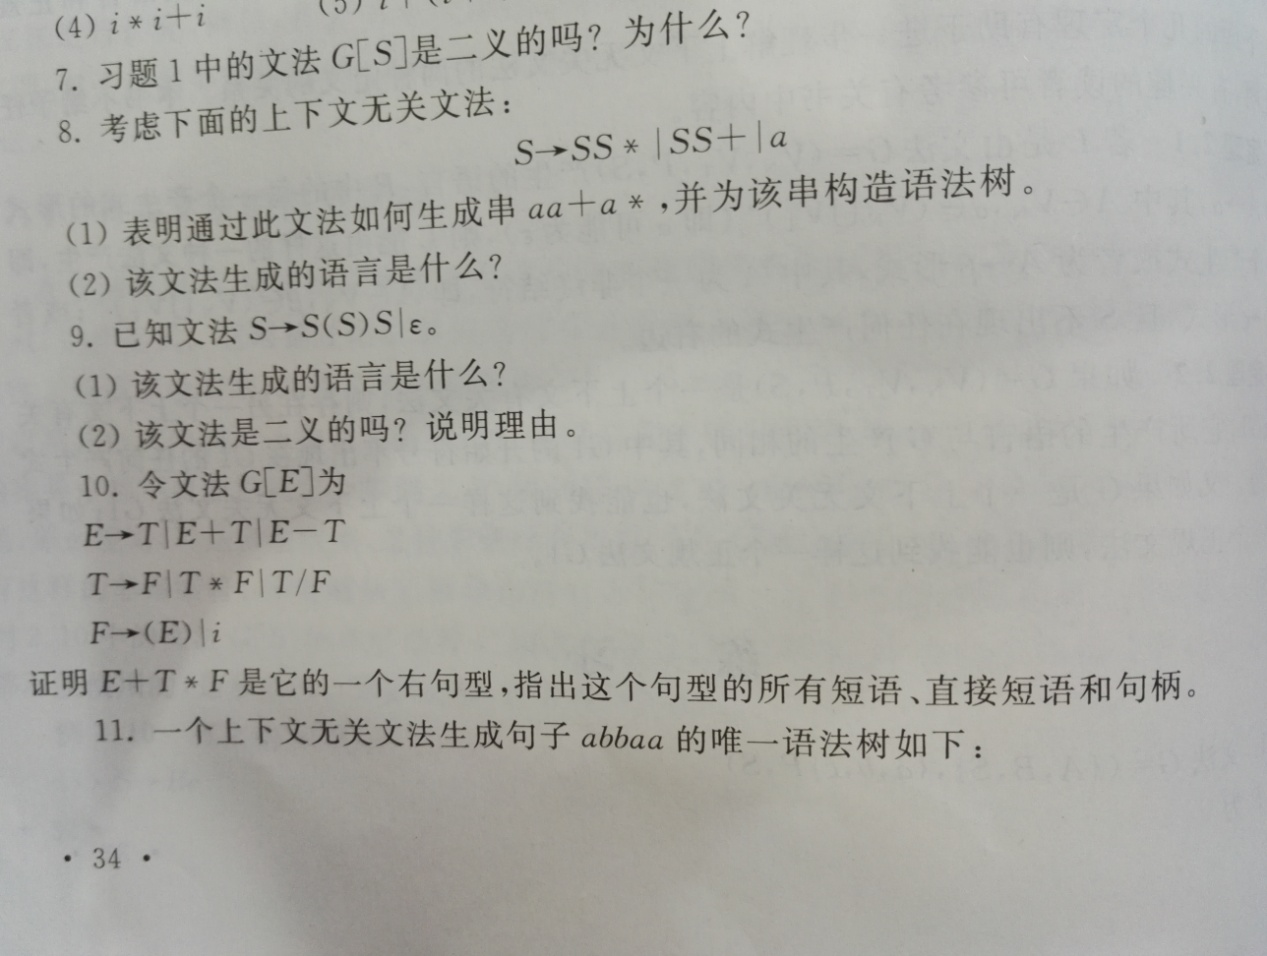 (4) i*i+i
7. 习题1中的文法G[S]是二义的吗？为什么？
8. 考虑下面的上下文无关文法：
S→SS*|SS+|a
(1) 表明通过此文法如何生成串aa+a*,并为该串构造语法树。
(2) 该文法生成的语言是什么？
9. 已知文法S→S(S)S|ε。
(1) 该文法生成的语言是什么？
(2) 该文法是二义的吗？说明理由。
10. 令文法G[E]为
E→T|E+T|E-T
T→F|T*F|T/F
F→(E)|i
证明E+T*F是它的一个右句型,指出这个句型的所有短语、直接短语和句柄。
11. 一个上下文无关文法生成句子abbaa的唯一语法树如下：
· 34 ·